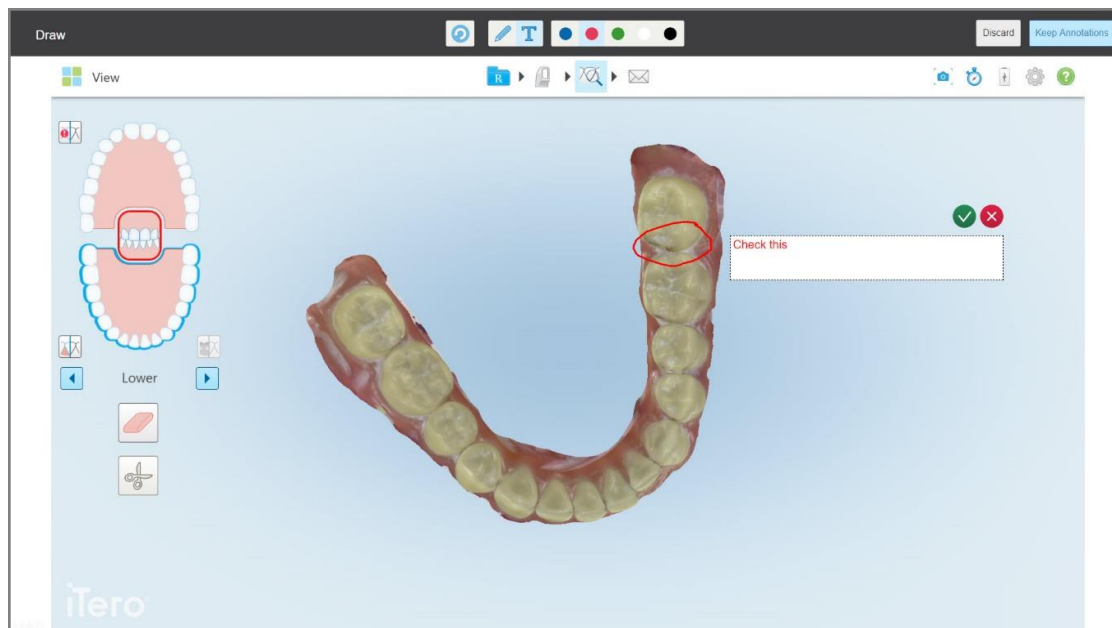 Draw
T
Discard
Keep Annotations
View
R
Check this
Lower
iTero